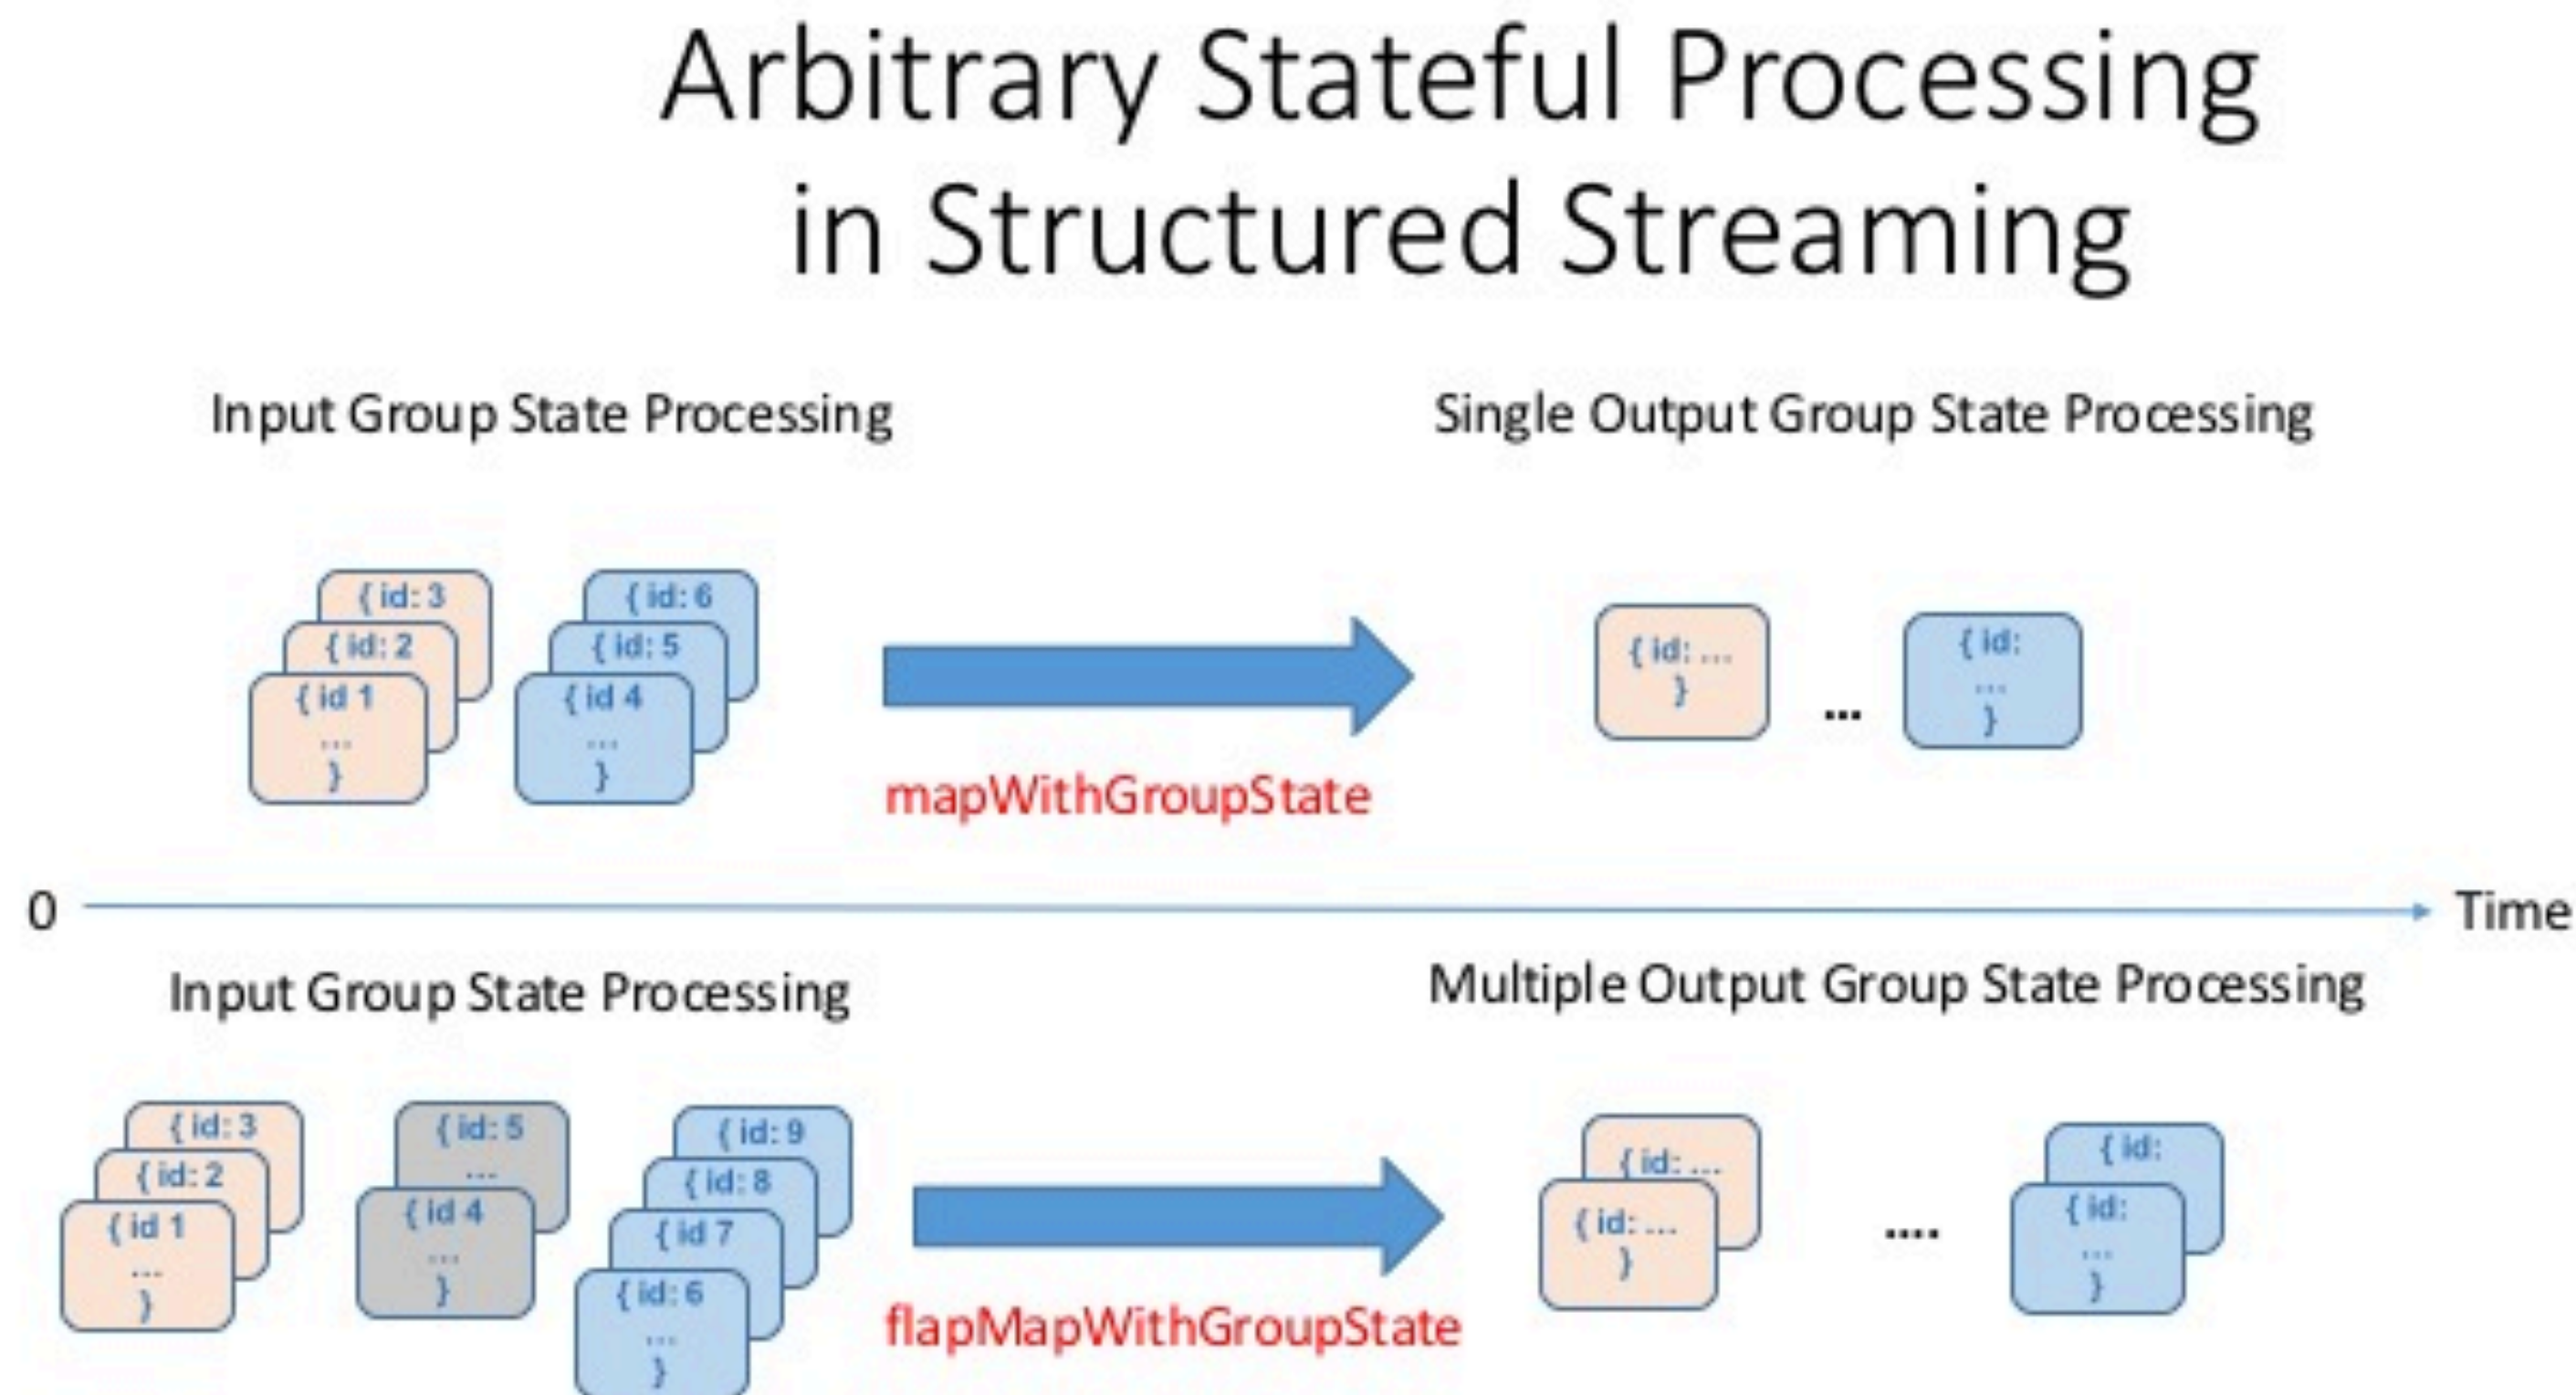 Arbitrary Stateful Processing
in Structured Streaming
Input Group State Processing
Single Output Group State Processing
{ id: 3
{ id: 2
{ id 1
...
}
{ id: 6
{ id: 5
{ id 4
...
}
mapWithGroupState
{ id: ...
}
...
{ id:
...
}
0
Time
Input Group State Processing
Multiple Output Group State Processing
{ id: 3
{ id: 2
{ id 1
...
}
{ id: 5
...
{ id 4
...
}
{ id: 9
{ id: 8
{ id 7
{ id: 6
...
}
flapMapWithGroupState
{ id: ...
{ id: ...
}
....
{ id:
{ id:
...
}